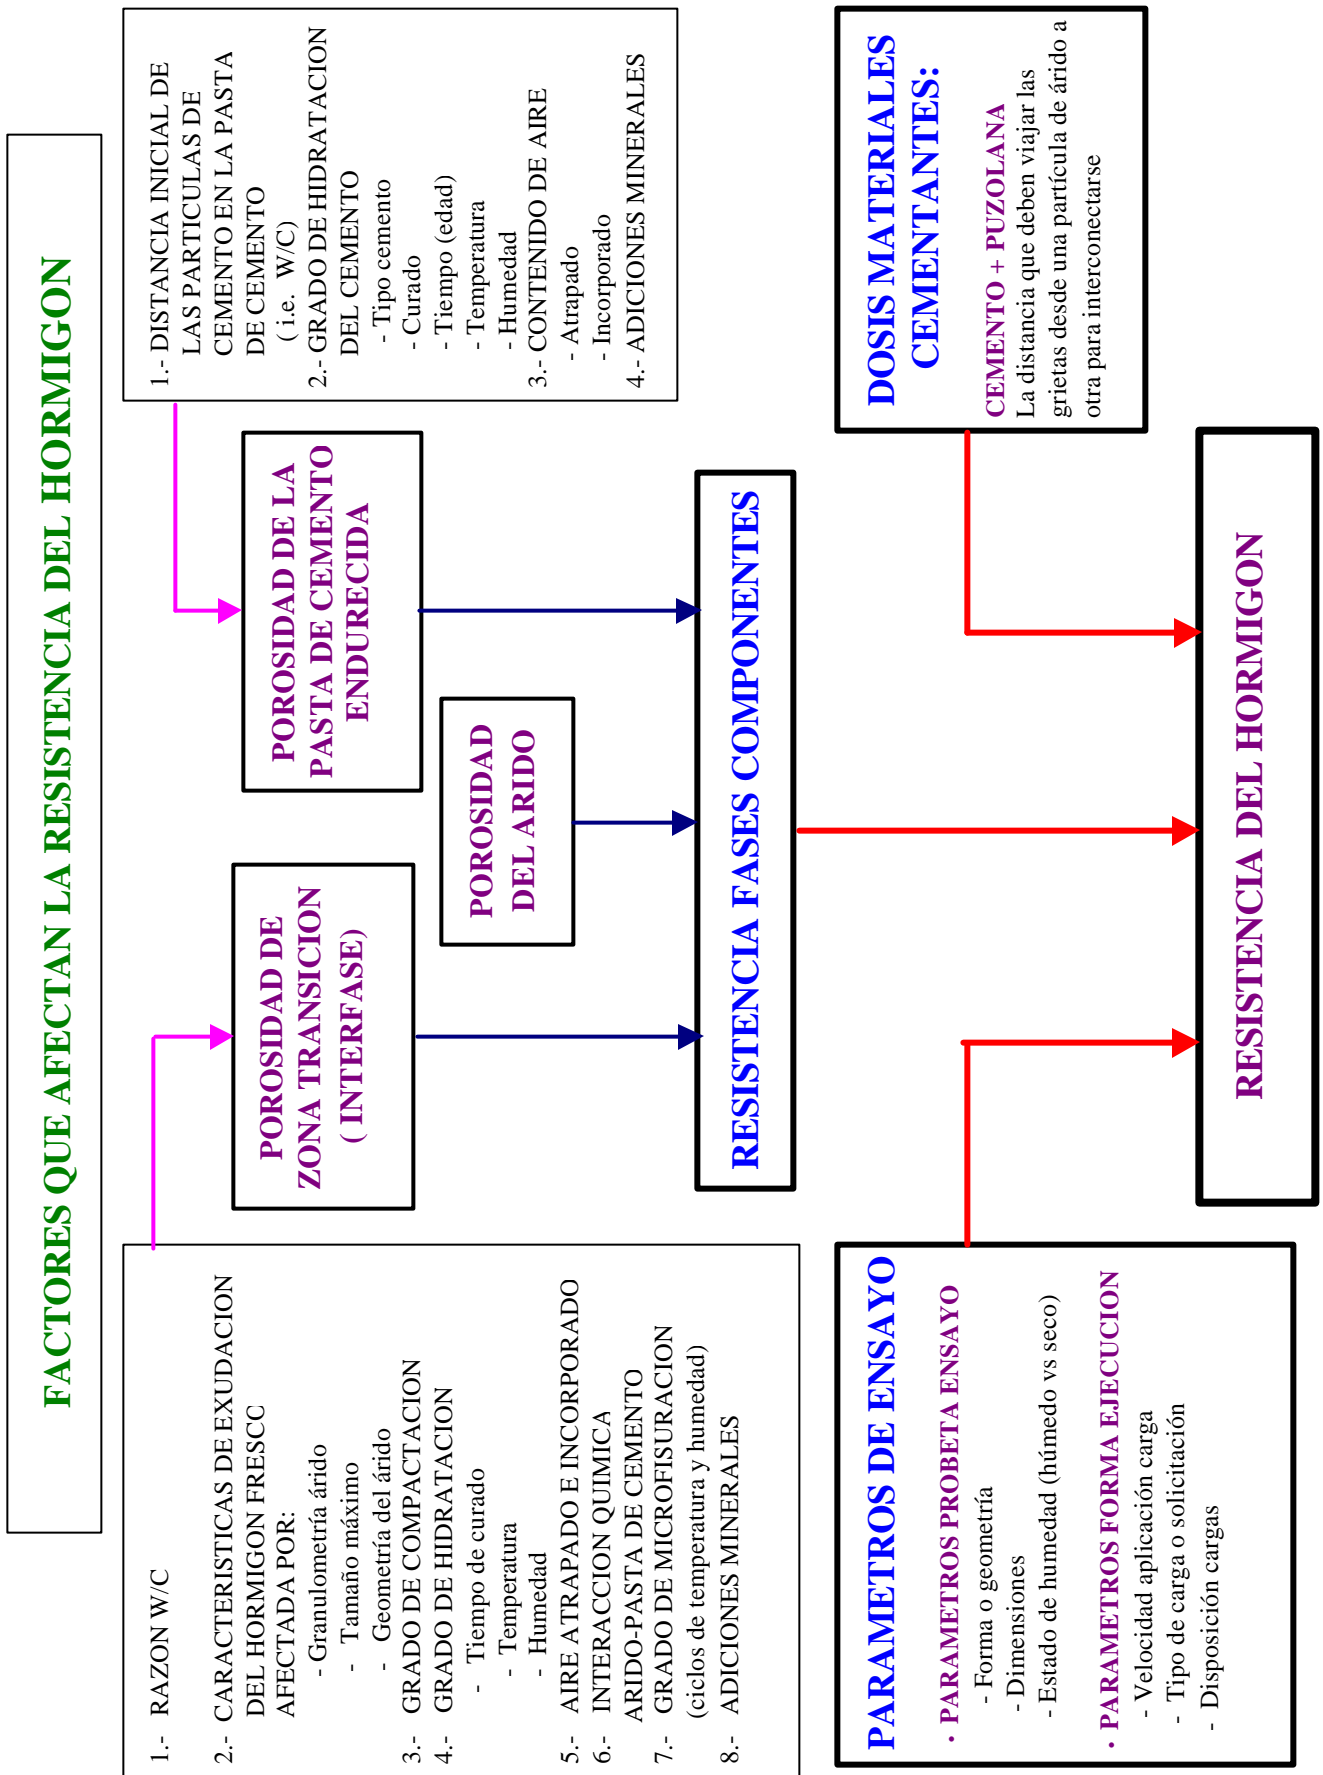 FACTORES QUE AFECTAN LA RESISTENCIA DEL HORMIGON
1.- RAZON W/C
2.- CARACTERISTICAS DE EXUDACION
DEL HORMIGON FRESCC
AFECTADA POR:
- Granulometría árido
- Tamaño máximo
- Geometría del árido
3.- GRADO DE COMPACTACION
4.- GRADO DE HIDRATACION
- Tiempo de curado
- Temperatura
- Humedad
5.- AIRE ATRAPADO E INCORPORADO
6.- INTERACCION QUIMICA
ARIDO-PASTA DE CEMENTO
7.- GRADO DE MICROFISURACION
(ciclos de temperatura y humedad)
8.- ADICIONES MINERALES
POROSIDAD DE
ZONA TRANSICION
( INTERFASE)
POROSIDAD
DEL ARIDO
POROSIDAD DE LA
PASTA DE CEMENTO
ENDURECIDA
1.- DISTANCIA INICIAL DE
LAS PARTICULAS DE
CEMENTO EN LA PASTA
DE CEMENTO
( i.e. W/C)
2.- GRADO DE HIDRATACION
DEL CEMENTO
- Tipo cemento
- Curado
- Tiempo (edad)
- Temperatura
- Humedad
3.- CONTENIDO DE AIRE
- Atrapado
- Incorporado
4.- ADICIONES MINERALES
RESISTENCIA FASES COMPONENTES
PARAMETROS DE ENSAYO
· PARAMETROS PROBETA ENSAYO
- Forma o geometría
- Dimensiones
- Estado de humedad (húmedo vs seco)
· PARAMETROS FORMA EJECUCION
- Velocidad aplicación carga
- Tipo de carga o solicitación
- Disposición cargas
DOSIS MATERIALES
CEMENTANTES:
CEMENTO + PUZOLANA
La distancia que deben viajar las
grietas desde una partícula de árido a
otra para interconectarse
RESISTENCIA DEL HORMIGON